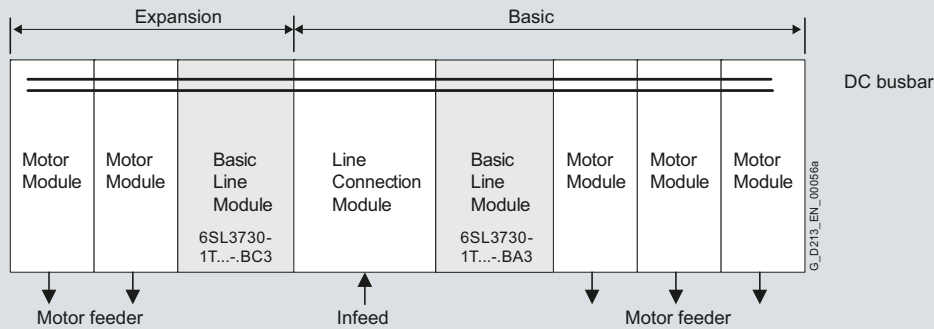 Expansion
Basic
DC busbar
Motor
Module
Motor
Module
Basic
Line
Module
6SL3730-
1T...-.BC3
Line
Connection
Module
Basic
Line
Module
6SL3730-
1T...-.BA3
Motor
Module
Motor
Module
Motor
Module
G_D213_EN_00056a
Motor feeder
Infeed
Motor feeder